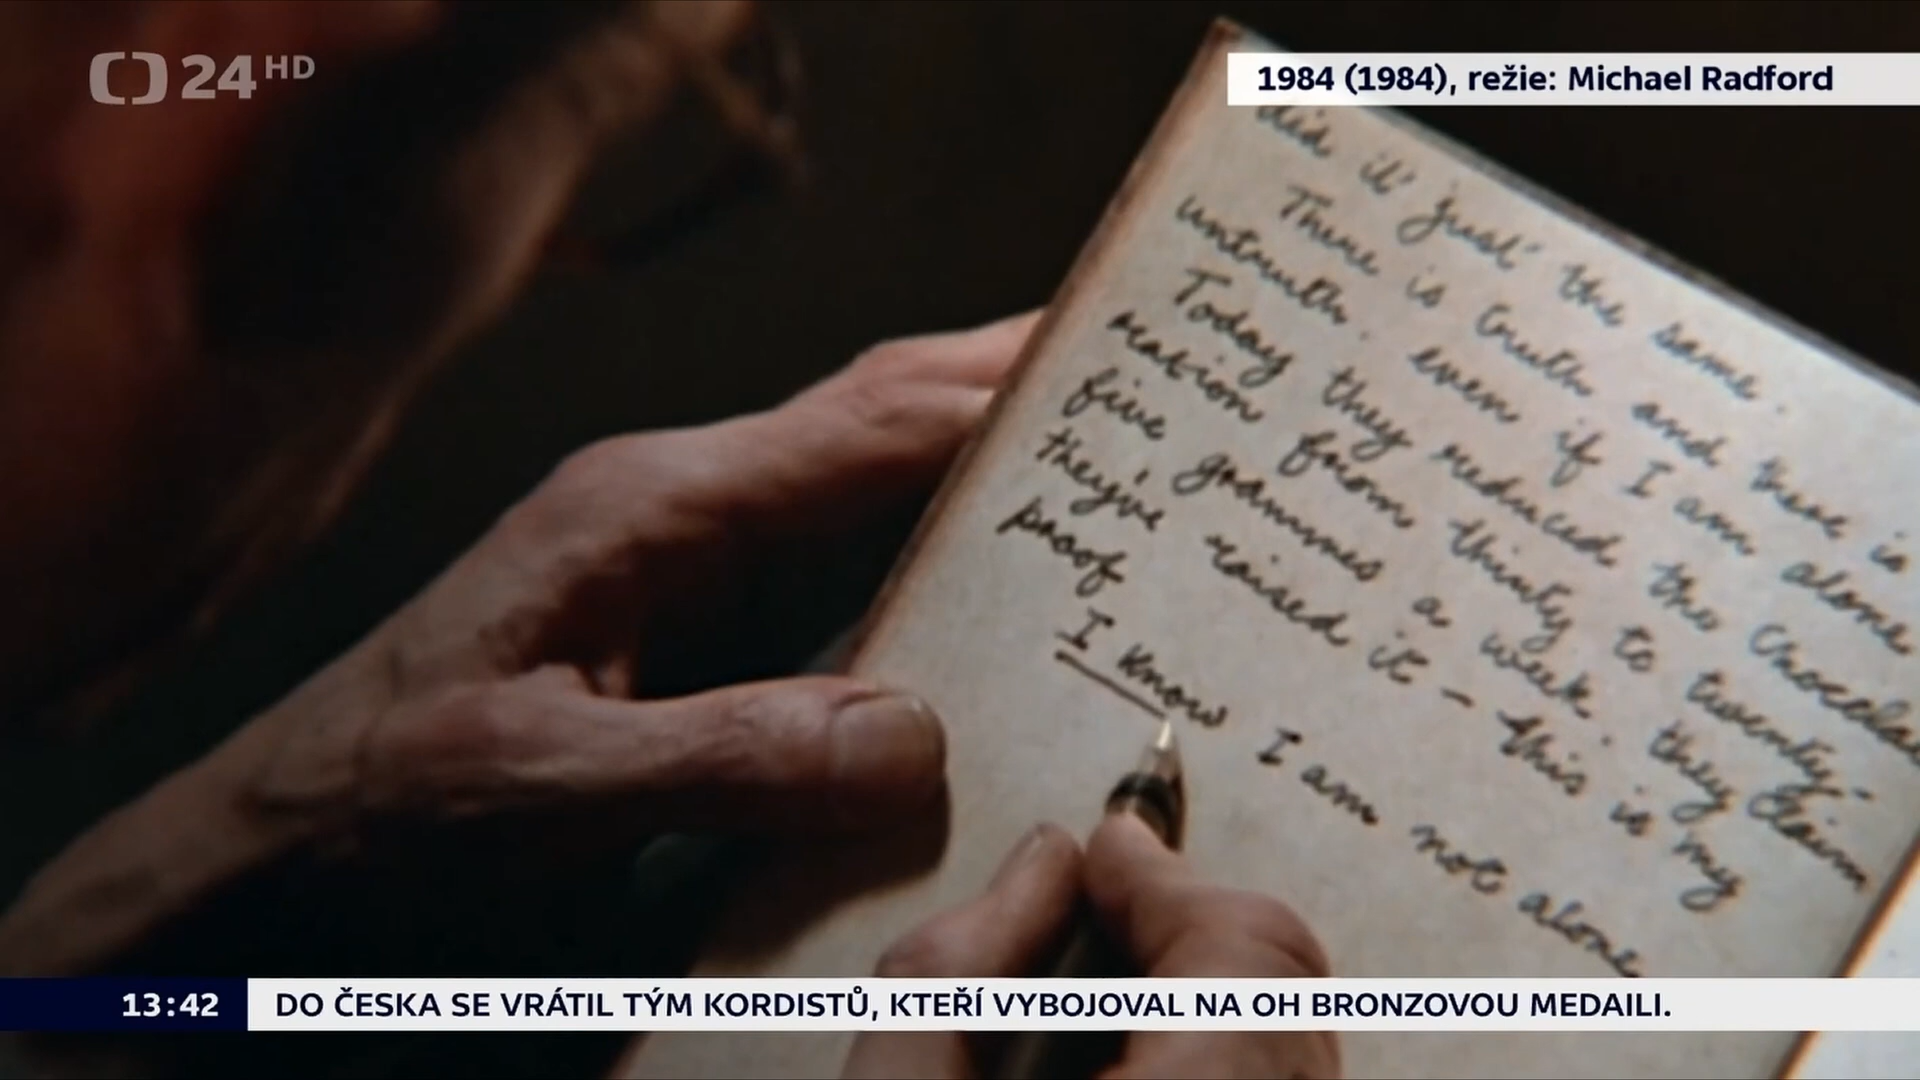 24 HD
1984 (1984), režie: Michael Radford
did it just the same.
There is truth and there is
untruth. even if I am alone.
Today they reduced the Chocolate
ration from thirty to twenty-
five grammes a week. they claim
they've raised it - this is my
proof
I know I am not alone
13:42 DO ČESKA SE VRÁTIL TÝM KORDISTŮ, KTEŘÍ VYBOJOVAL NA OH BRONZOVOU MEDAILI.